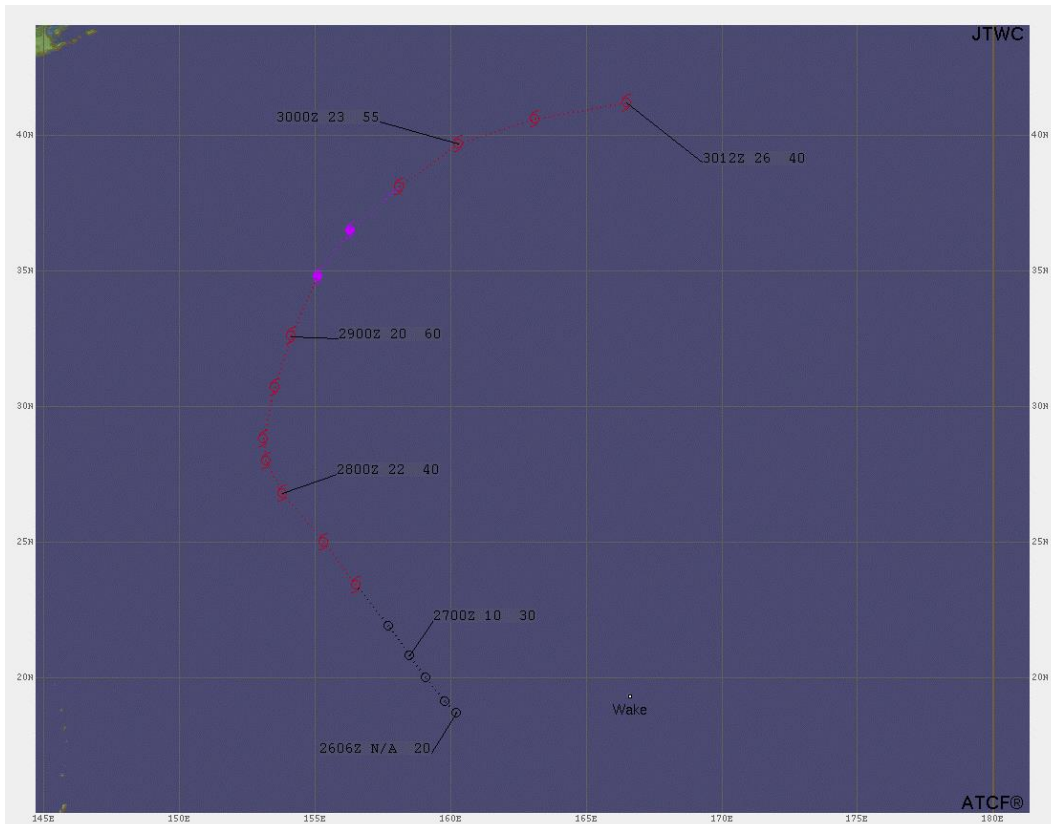 JTWC
3000Z 23 55
3012Z 26 40
40N
40N
35N
35N
2900Z 20 60
30N
30N
2800Z 22 40
25N
25N
2700Z 10 30
20N
20N
Wake
2606Z N/A 20
ATCF®
145E
150E
155E
160E
165E
170E
175E
180E